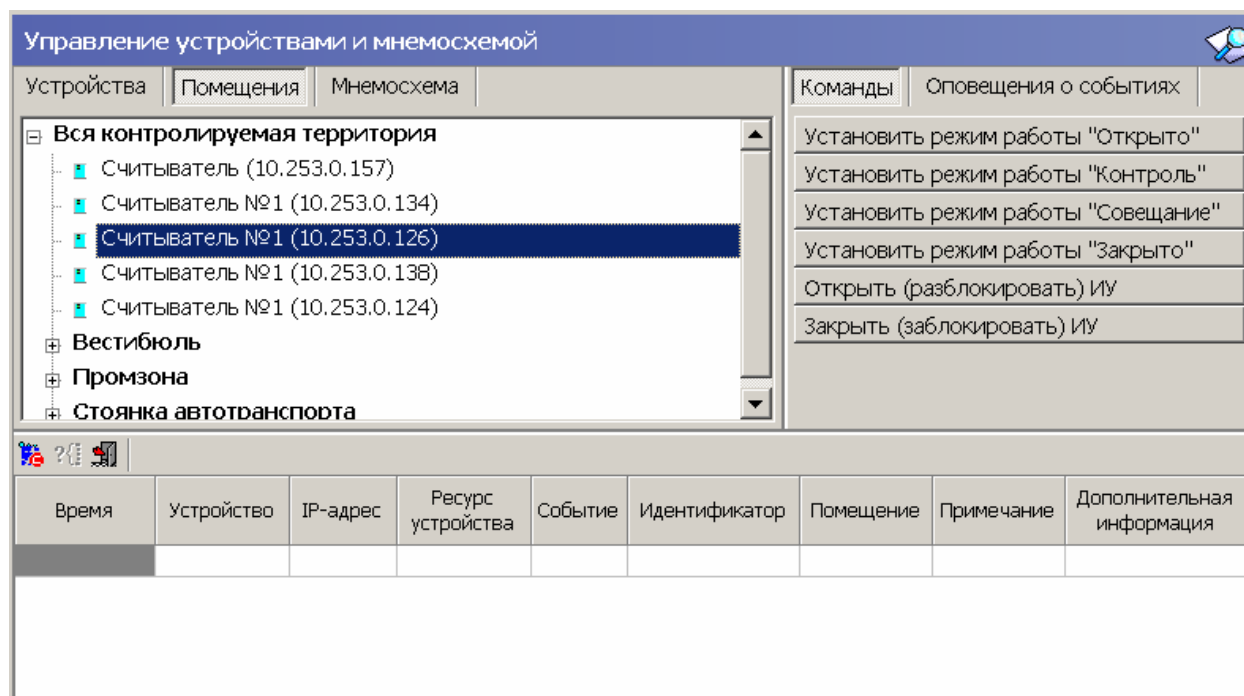 Управление устройствами и мнемосхемой
Устройства Помещения Мнемосхема
Вся контролируемая территория
Считыватель (10.253.0.157)
Считыватель №1 (10.253.0.134)
Считыватель №1 (10.253.0.126)
Считыватель №1 (10.253.0.138)
Считыватель №1 (10.253.0.124)
Вестибюль
Промзона
Стоянка автотранспорта
Команды Оповещения о событиях
Установить режим работы "Открыто"
Установить режим работы "Контроль"
Установить режим работы "Совещание"
Установить режим работы "Закрыто"
Открыть (разблокировать) ИУ
Закрыть (заблокировать) ИУ
Время
Устройство
IP-адрес
Ресурс
устройства
Событие
Идентификатор
Помещение
Примечание
Дополнительная
информация